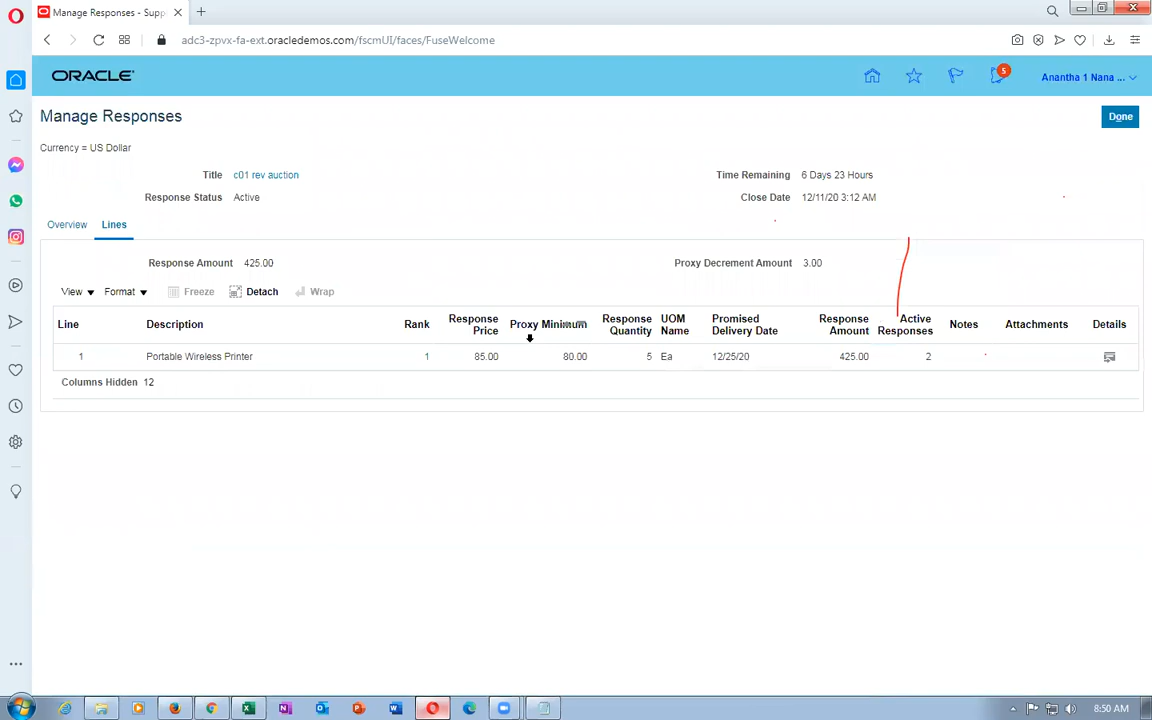 Manage Responses - Supp
adc3-zpvx-fa-ext.oracledemos.com/fscmUI/faces/FuseWelcome
ORACLE
5
Anantha 1 Nana ...
Manage Responses
Done
Currency = US Dollar
Title c01 rev auction
Time Remaining 6 Days 23 Hours
Response Status Active
Close Date 12/11/20 3:12 AM
Overview Lines
Response Amount 425.00
Proxy Decrement Amount 3.00
View Format Freeze Detach Wrap
Line Description Rank Response Price Proxy Minimum Response Quantity UOM Name Promised Delivery Date Response Amount Active Responses Notes Attachments Details
1 Portable Wireless Printer 1 85.00 80.00 5 Ea 12/25/20 425.00 2
Columns Hidden 12
8:50 AM